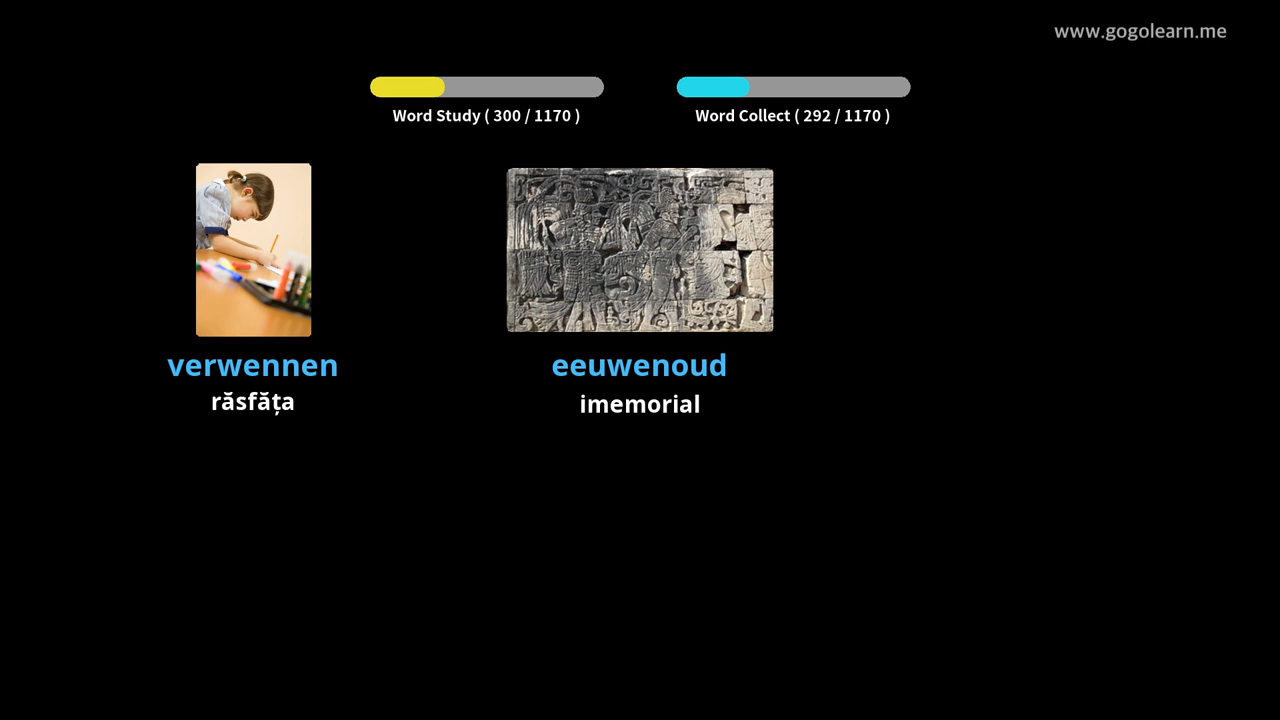 www.gogolearn.me
Word Study ( 300 / 1170 )
Word Collect ( 292 / 1170 )
verwennen
răsfăța
eeuwenoud
imemorial